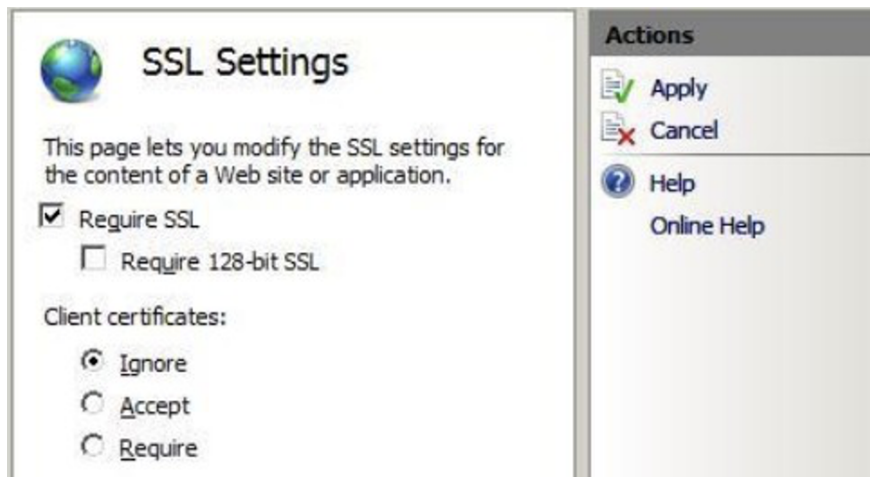 SSL Settings
This page lets you modify the SSL settings for
the content of a Web site or application.
Require SSL
Require 128-bit SSL
Client certificates:
Ignore
Accept
Require
Actions
Apply
Cancel
Help
Online Help